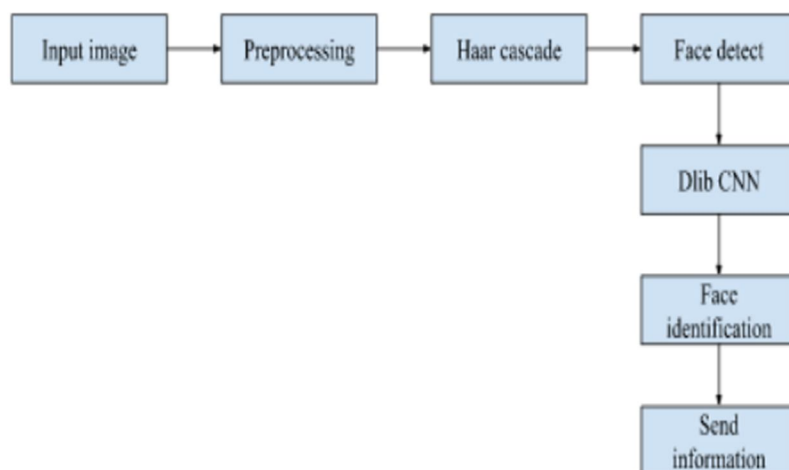 Input image
Preprocessing
Haar cascade
Face detect
Dlib CNN
Face
identification
Send
information